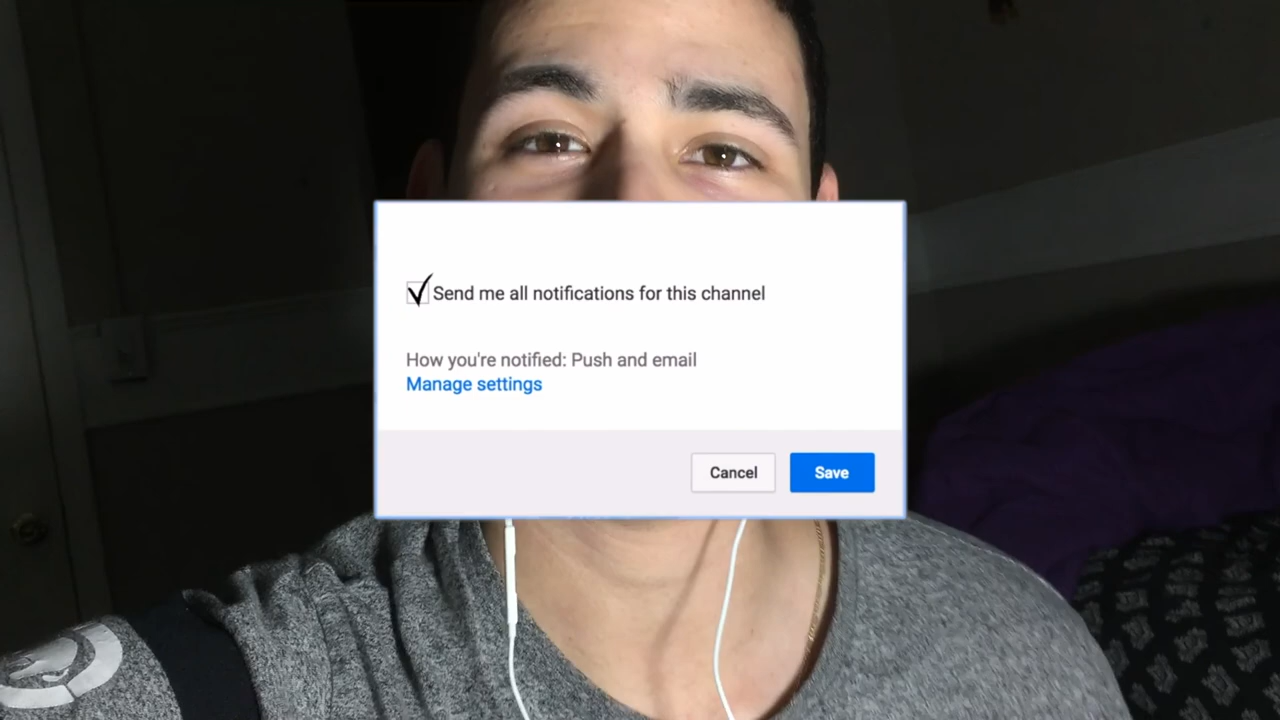 Send me all notifications for this channel
How you're notified: Push and email
Manage settings
Cancel
Save